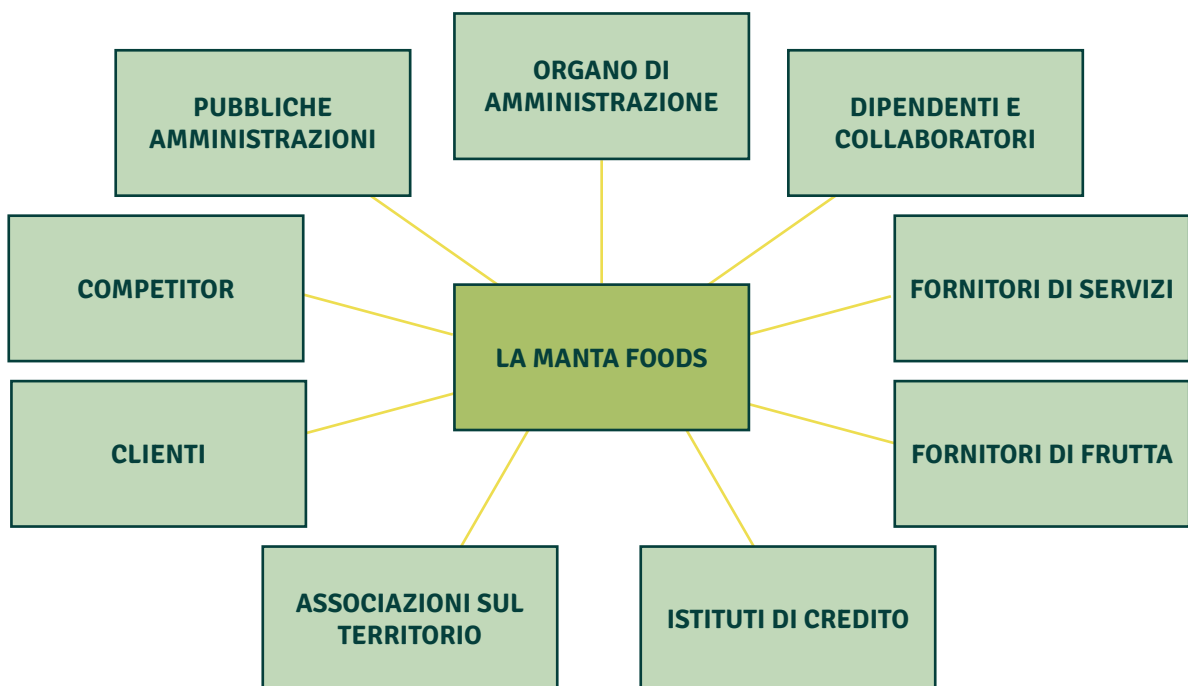 ORGANO DI
AMMINISTRAZIONE
PUBBLICHE
AMMINISTRAZIONI
DIPENDENTI E
COLLABORATORI
COMPETITOR
FORNITORI DI SERVIZI
LA MANTA FOODS
CLIENTI
FORNITORI DI FRUTTA
ASSOCIAZIONI SUL
TERRITORIO
ISTITUTI DI CREDITO